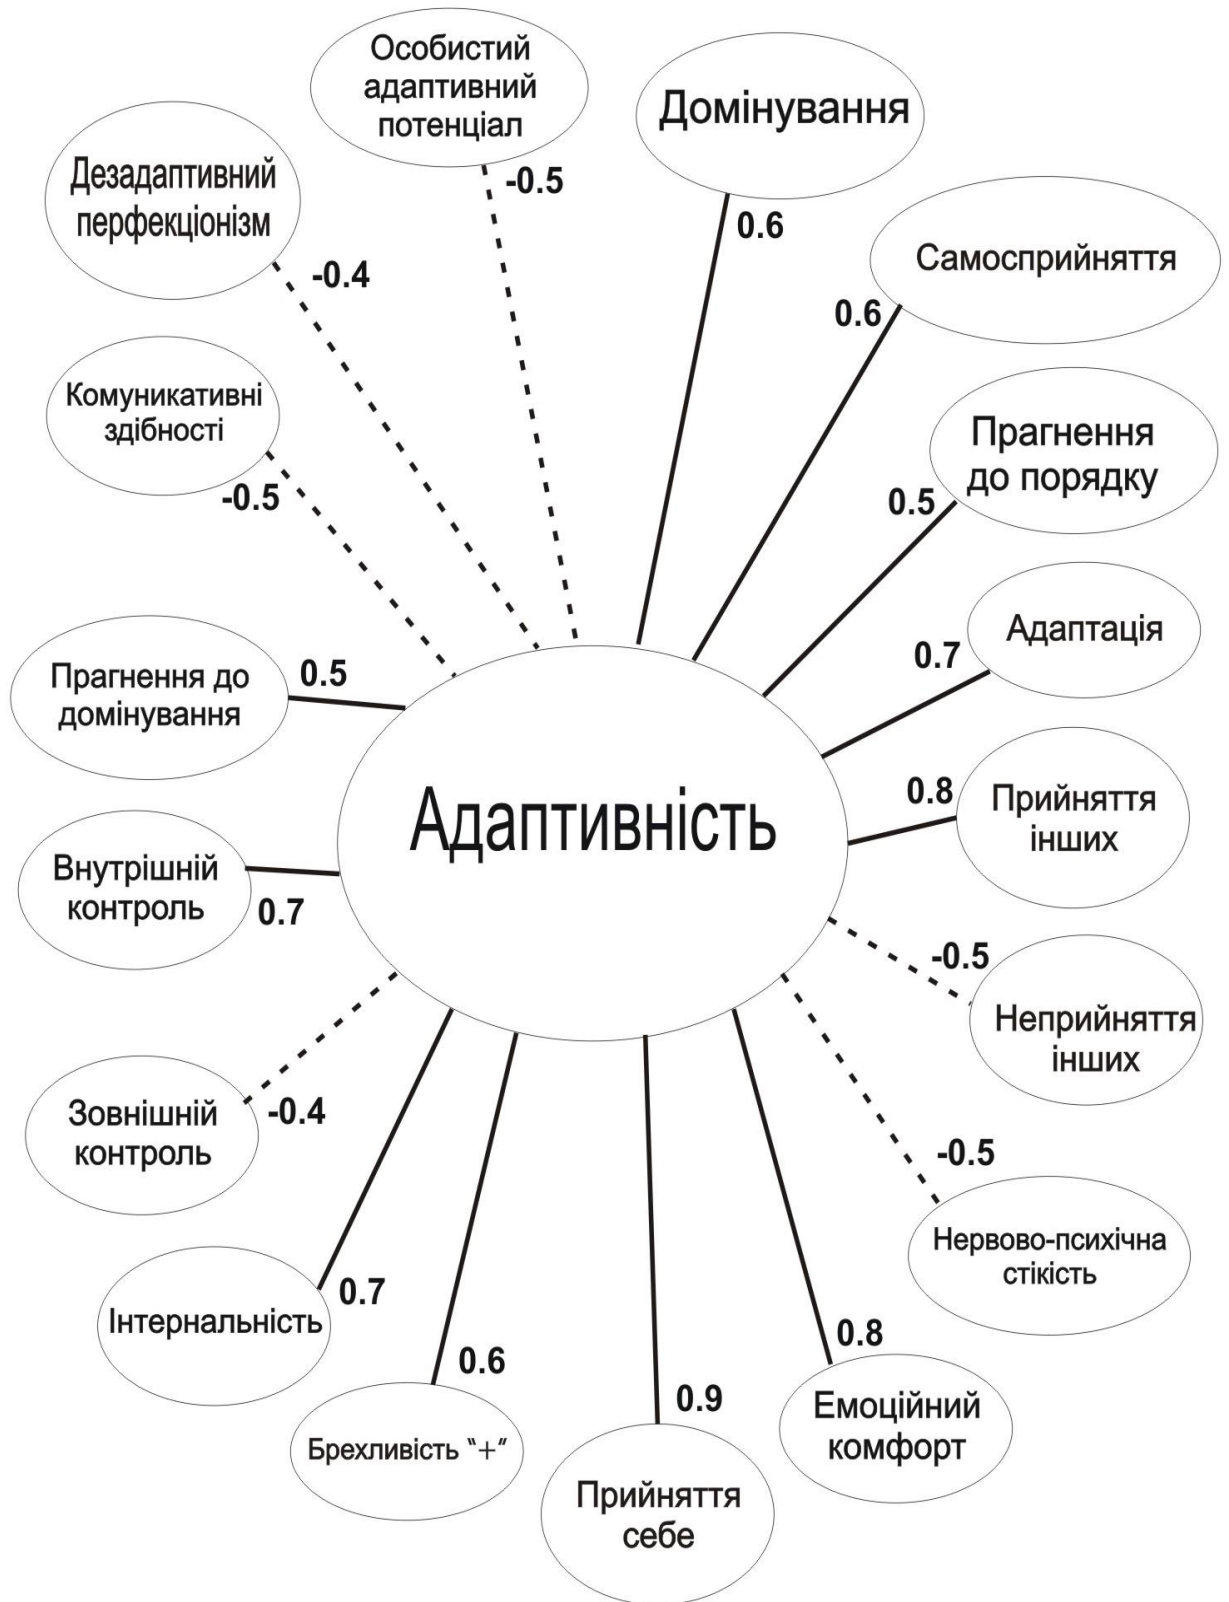 Особистий
адаптивний
потенціал
-0.5
Домінування
0.6
Дезадаптивний
перфекціонізм
-0.4
Самосприйняття
0.6
Комуникативні
здібності
-0.5
Прагнення
до порядку
0.5
Адаптація
0.7
Прагнення до
домінування
0.5
Адаптивність
Прийняття
інших
0.8
Внутрішній
контроль
0.7
Неприйняття
інших
-0.5
Зовнішній
контроль
-0.4
Нервово-психічна
стікість
-0.5
Інтернальність
0.7
Брехливість "+"
0.6
Прийняття
себе
0.9
Емоційний
комфорт
0.8